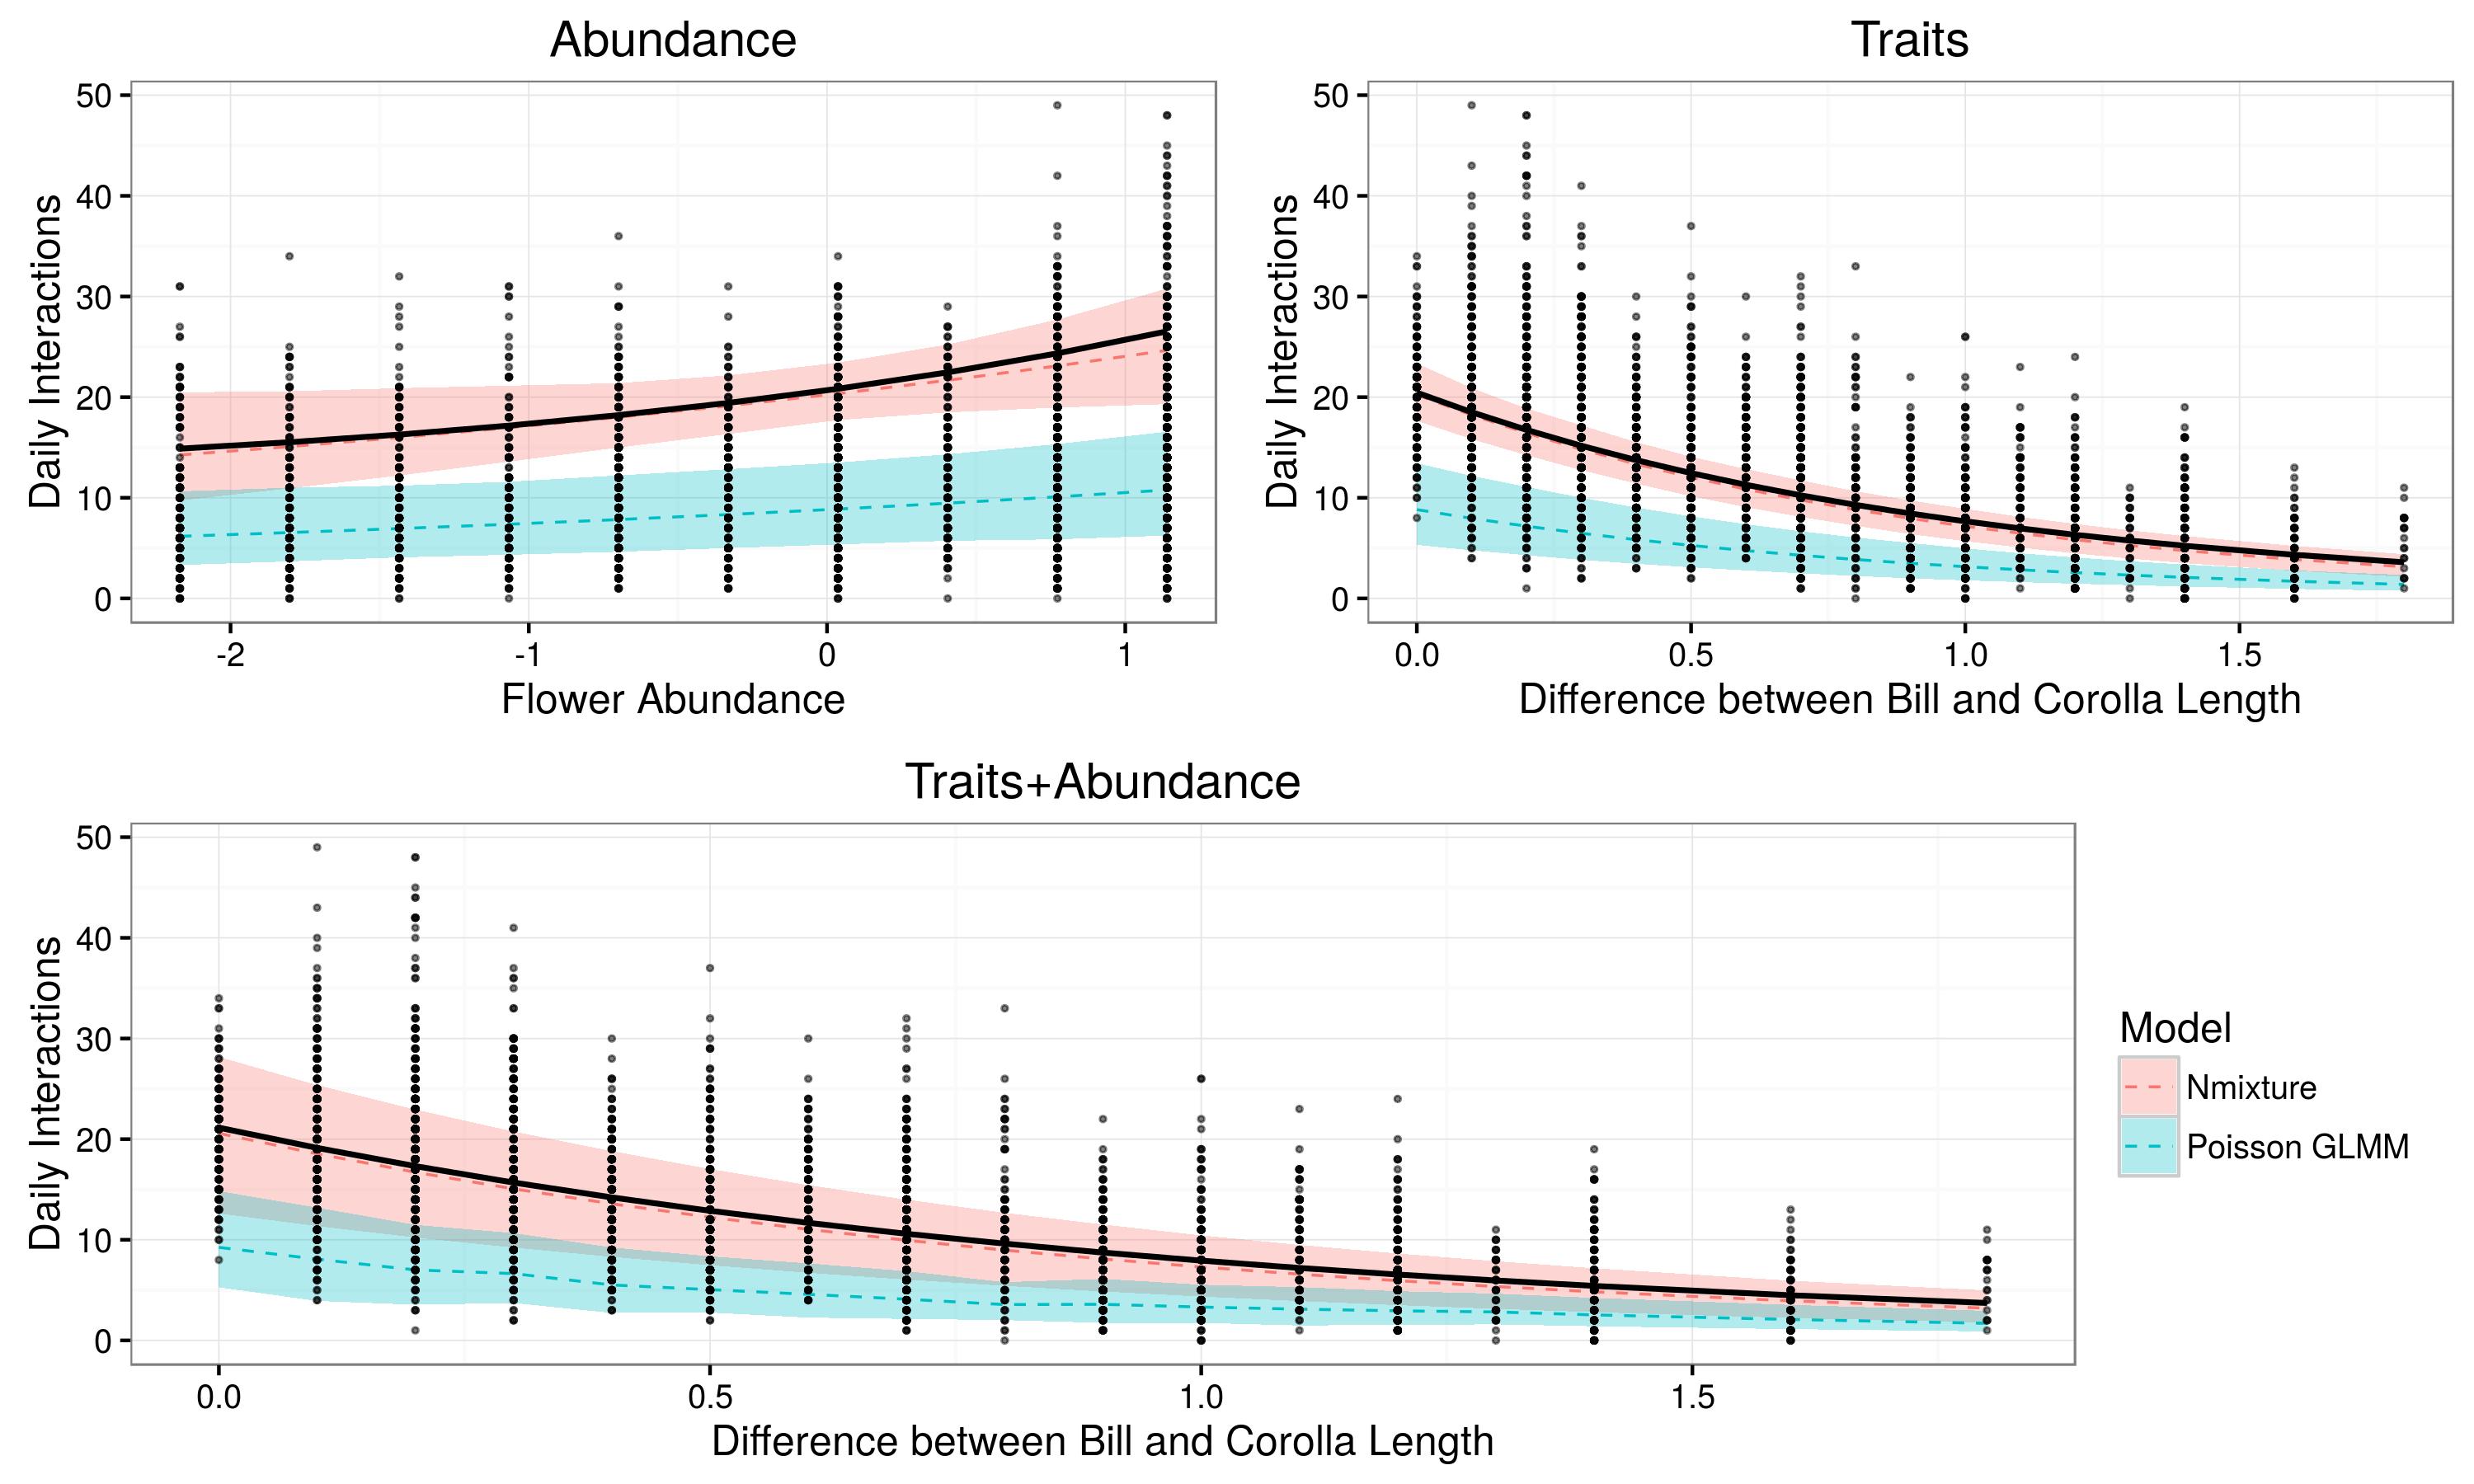 Abundance
50
40
30
20
10
0
Daily Interactions
-2 -1 0 1
Flower Abundance
Traits
50
40
30
20
10
0
Daily Interactions
0.0 0.5 1.0 1.5
Difference between Bill and Corolla Length
Traits+Abundance
50
40
30
20
10
0
Daily Interactions
0.0 0.5 1.0 1.5
Difference between Bill and Corolla Length
Model
Nmixture
Poisson GLMM